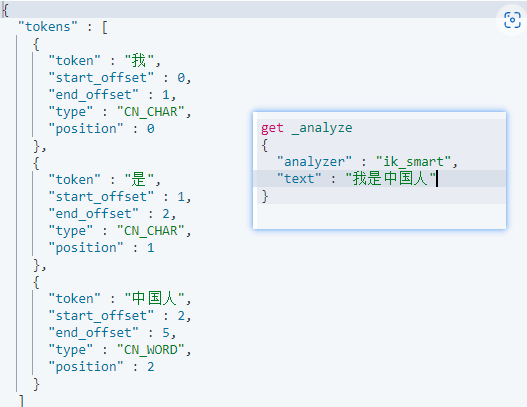 {
  "tokens" : [
    {
      "token" : "我",
      "start_offset" : 0,
      "end_offset" : 1,
      "type" : "CN_CHAR",
      "position" : 0
    },
    {
      "token" : "是",
      "start_offset" : 1,
      "end_offset" : 2,
      "type" : "CN_CHAR",
      "position" : 1
    },
    {
      "token" : "中国人",
      "start_offset" : 2,
      "end_offset" : 5,
      "type" : "CN_WORD",
      "position" : 2
    }
  ]
get _analyze
{
  "analyzer" : "ik_smart",
  "text" : "我是中国人"
}